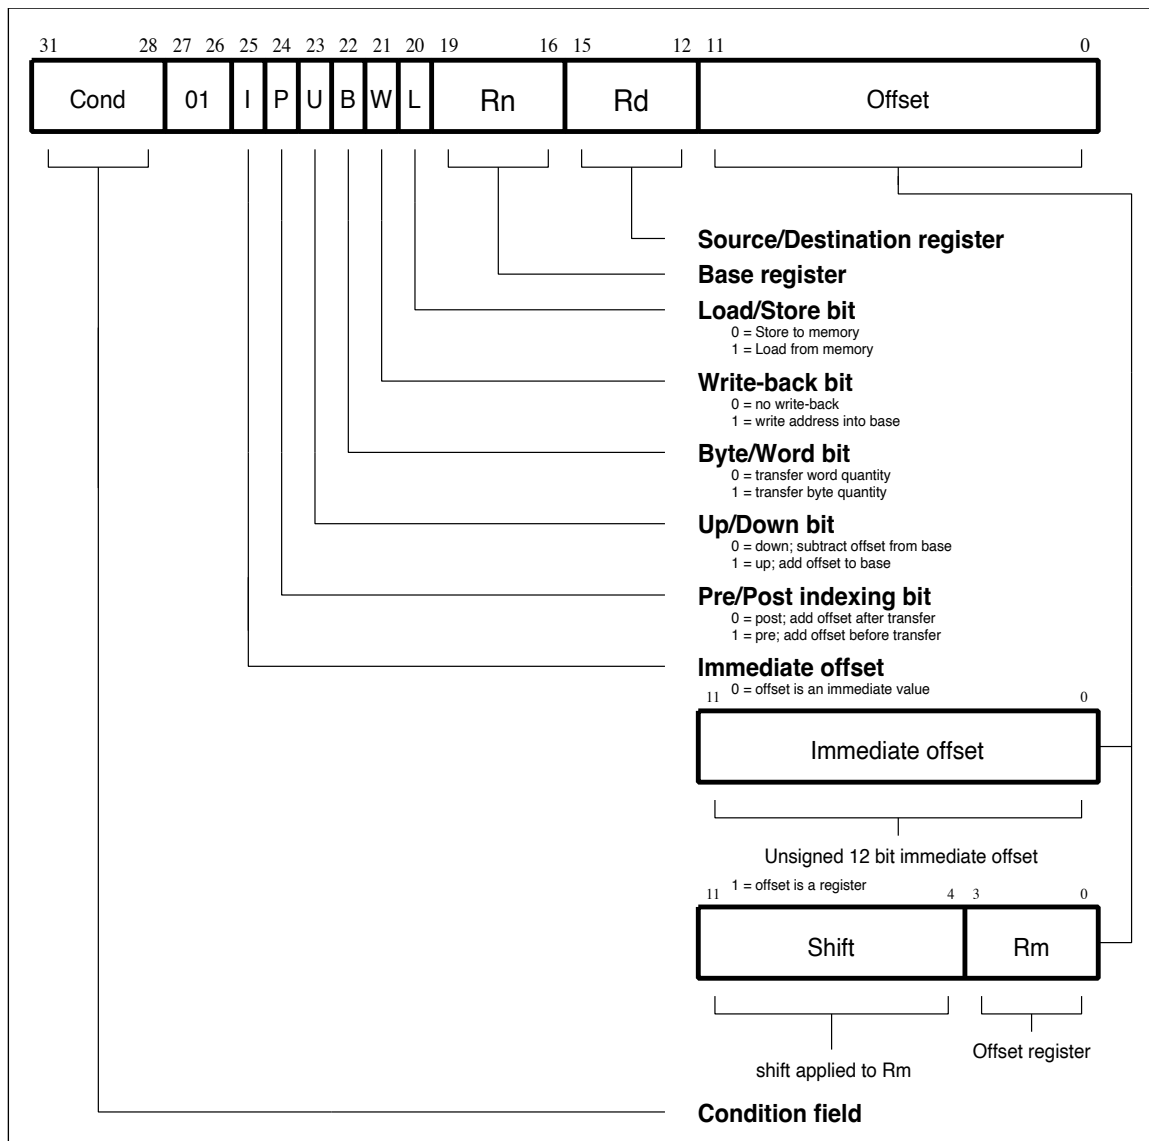 31 28 27 26 25 24 23 22 21 20 19 16 15 12 11 0
Cond 01 I P U B W L Rn Rd Offset
Source/Destination register
Base register
Load/Store bit
0 = Store to memory
1 = Load from memory
Write-back bit
0 = no write-back
1 = write address into base
Byte/Word bit
0 = transfer word quantity
1 = transfer byte quantity
Up/Down bit
0 = down; subtract offset from base
1 = up; add offset to base
Pre/Post indexing bit
0 = post; add offset after transfer
1 = pre; add offset before transfer
Immediate offset
0 = offset is an immediate value
11 0
Immediate offset
Unsigned 12 bit immediate offset
1 = offset is a register
11 4 3 0
Shift Rm
Offset register
shift applied to Rm
Condition field